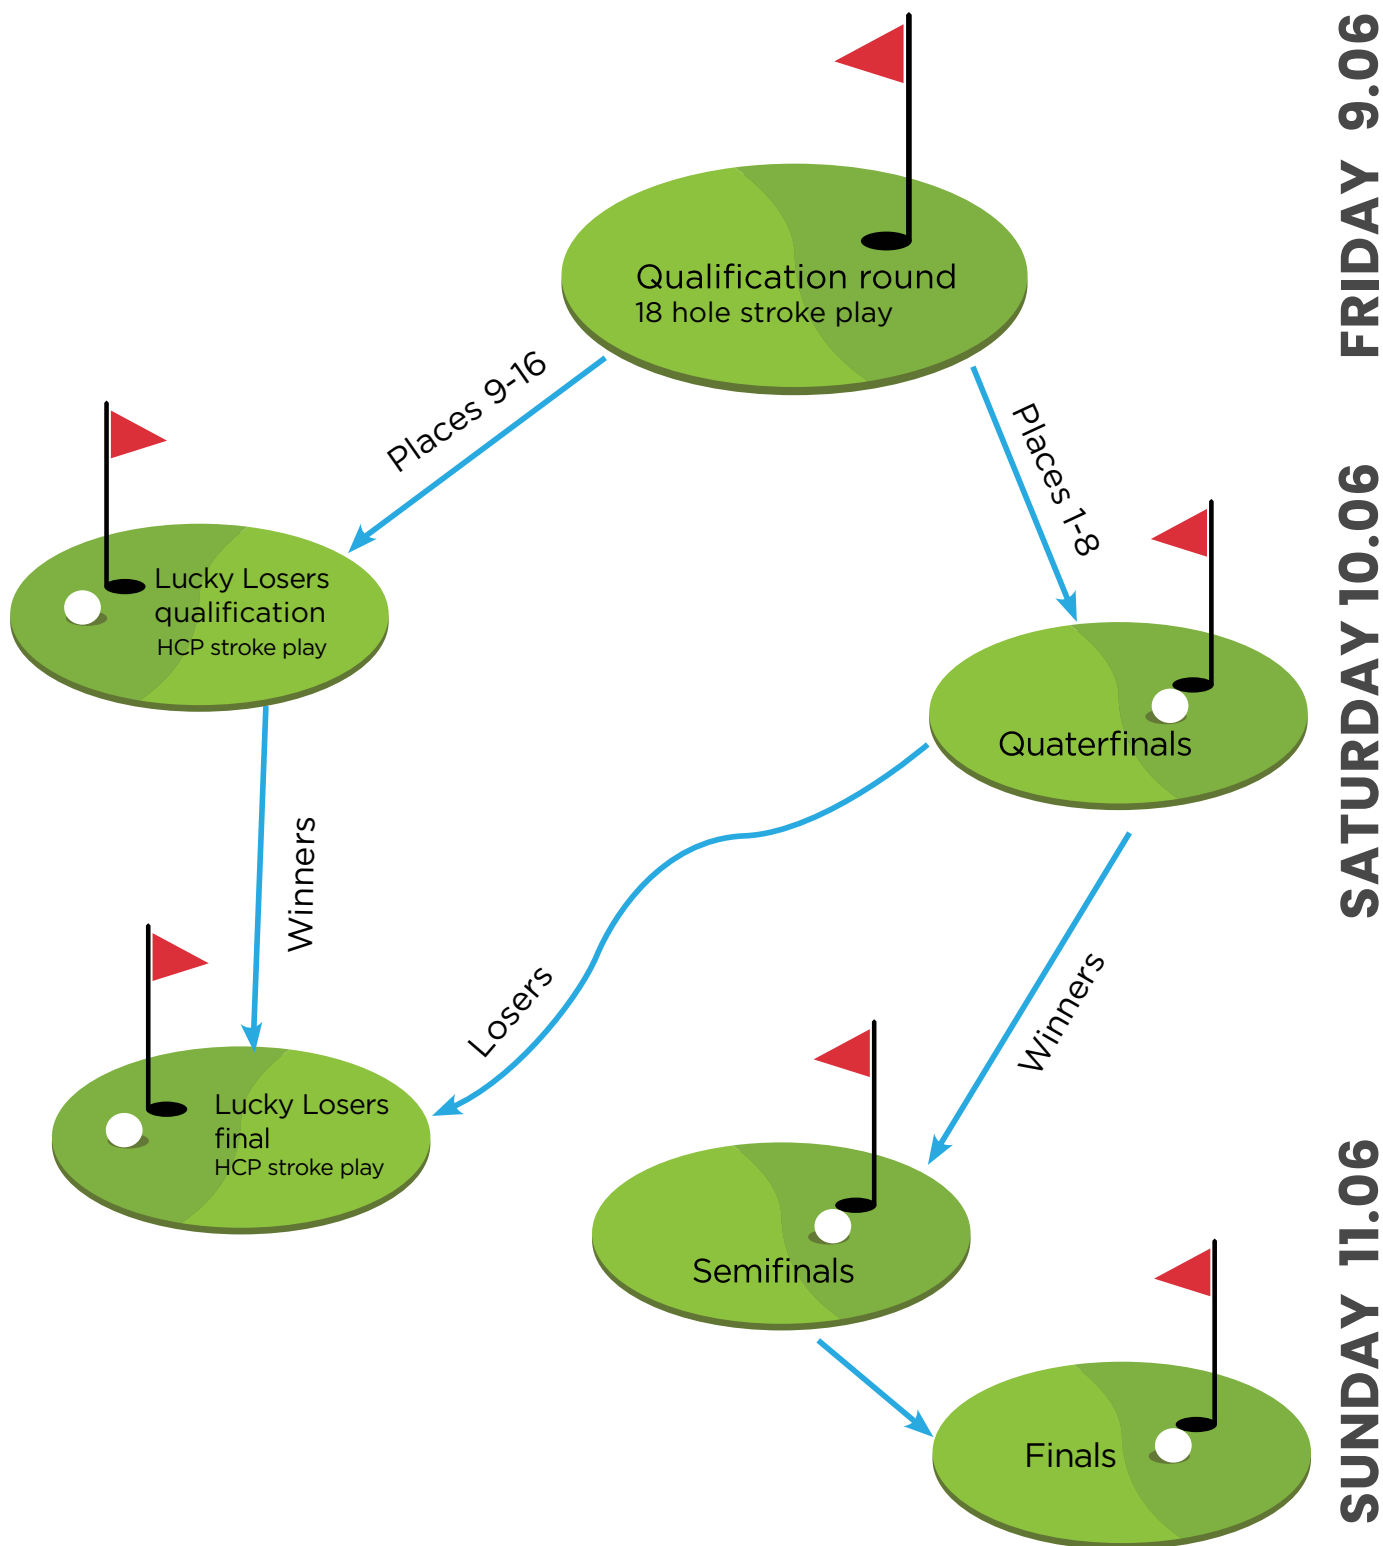 FRIDAY 9.06
Qualification round
18 hole stroke play
Places 9-16
Places 1-8
SATURDAY 10.06
Lucky Losers
qualification
HCP stroke play
Quaterfinals
Winners
Losers
Winners
SUNDAY 11.06
Lucky Losers
final
HCP stroke play
Semifinals
Finals